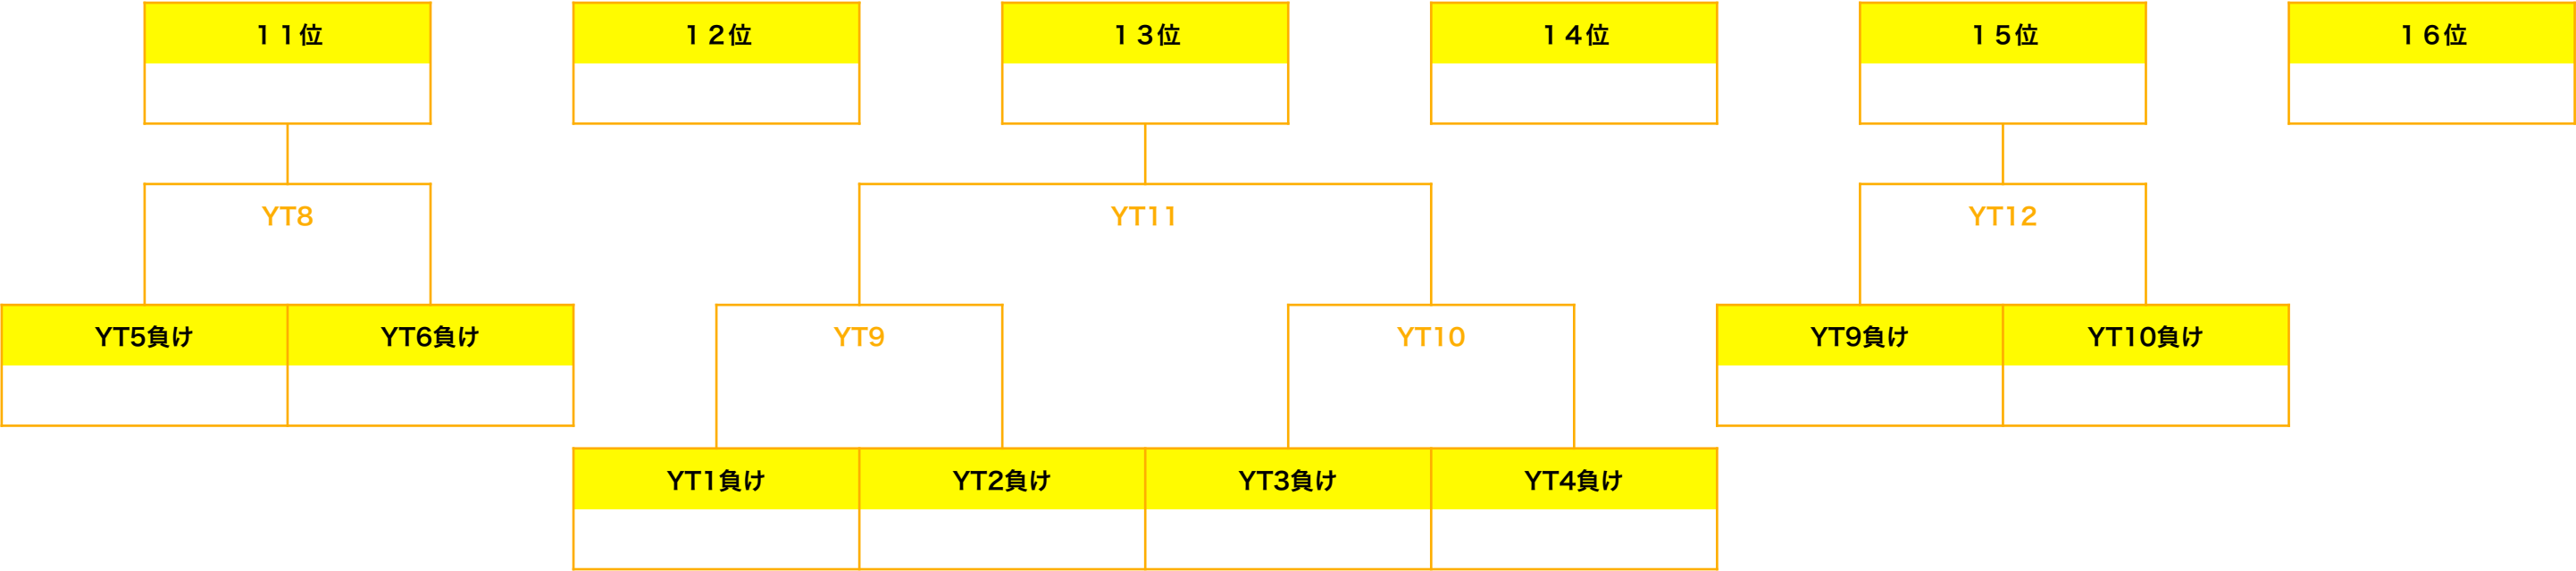 １１位
１２位
１３位
１４位
１５位
１６位
YT8
YT11
YT12
YT5負け
YT6負け
YT9
YT10
YT9負け
YT10負け
YT1負け
YT2負け
YT3負け
YT4負け